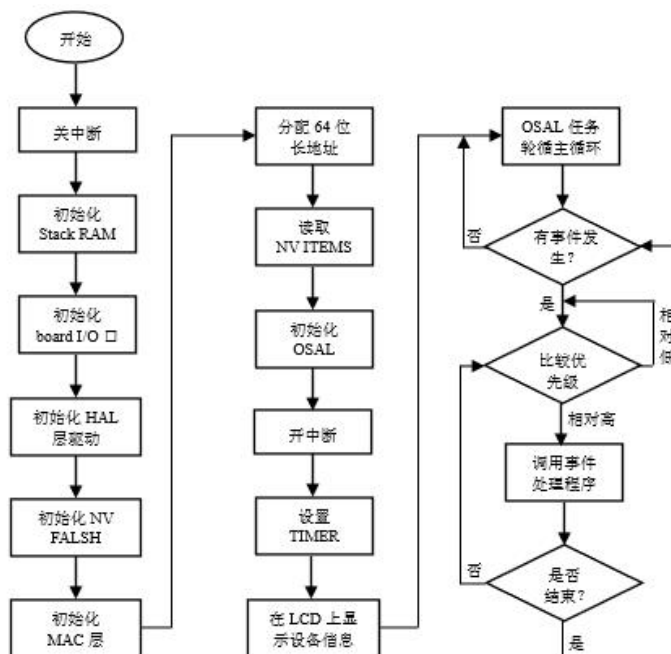 开始
关中断
初始化
Stack RAM
初始化
board I/O 口
初始化 HAL
层驱动
初始化 NV
FALSH
初始化
MAC 层
分配 64 位
长地址
读取
NV ITEMS
初始化
OSAL
开中断
设置
TIMER
在 LCD 上显
示设备信息
OSAL 任务
轮循主循环
有事件发
生?
否
是
比较优
先级
相
对
低
相对高
调用事件
处理程序
是否
结束?
否
是